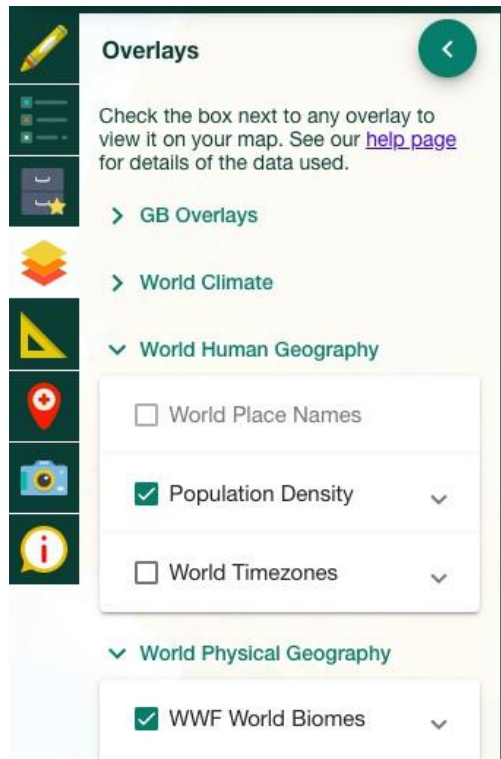 Overlays
Check the box next to any overlay to
view it on your map. See our help page
for details of the data used.
GB Overlays
World Climate
World Human Geography
World Place Names
Population Density
World Timezones
World Physical Geography
WWF World Biomes